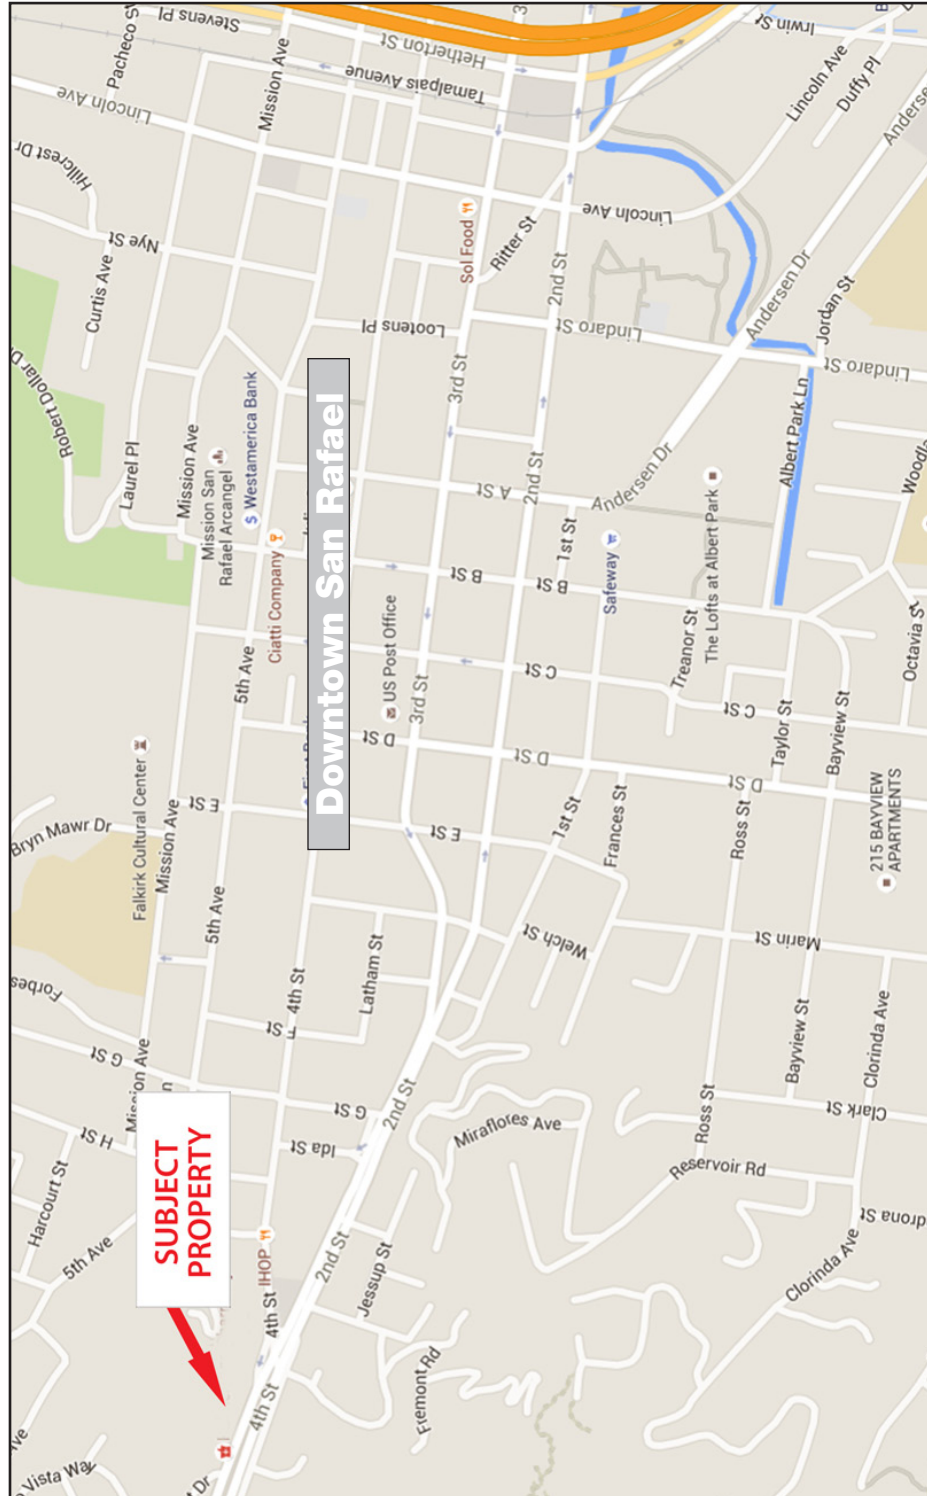 Forbes
Bryn Mawr Dr
Robert Dollar Dr
Hillcrest Dr
Pacheco S
Stevens Pl
Harcourt St
H St
G St
Mission Ave
Falkirk Cultural Center
Mission Ave
Laurel Pl
Curtis Ave
Nye St
Lincoln Ave
Mission Ave
Mission Ave
Mission San
Rafael Arcangel
Vista Way
5th Ave
SUBJECT
PROPERTY
5th Ave
E St
5th Ave
Ciatti Company
Westamerica Bank
Tamalpais Avenue
Hetherton St
4th St
4th St
IHOP
Ida St
G St
F St
4th St
Latham St
Downtown San Rafael
Lootens Pl
2nd St
Jessup St
2nd St
Miraflores Ave
E St
D St
US Post Office
3rd St
B St
3rd St
Sol Food
Ritter St
Fremont Rd
Welch St
1st St
Frances St
D St
C St
B St
1st St
A St
2nd St
2nd St
Lindaro St
Lincoln Ave
Irwin St
Safeway
Andersen Dr
Andersen Dr
Lincoln Ave
Duffy Pl
Anderse
Reservoir Rd
Ross St
Ross St
D St
C St
Treanor St
The Lofts at Albert Park
Albert Park Ln
Jordan St
Lindaro St
Marin St
Taylor St
Bayview St
Bayview St
Clark St
Clorinda Ave
Clorinda Ave
drona St
215 BAYVIEW
APARTMENTS
Octavia S
Woodl